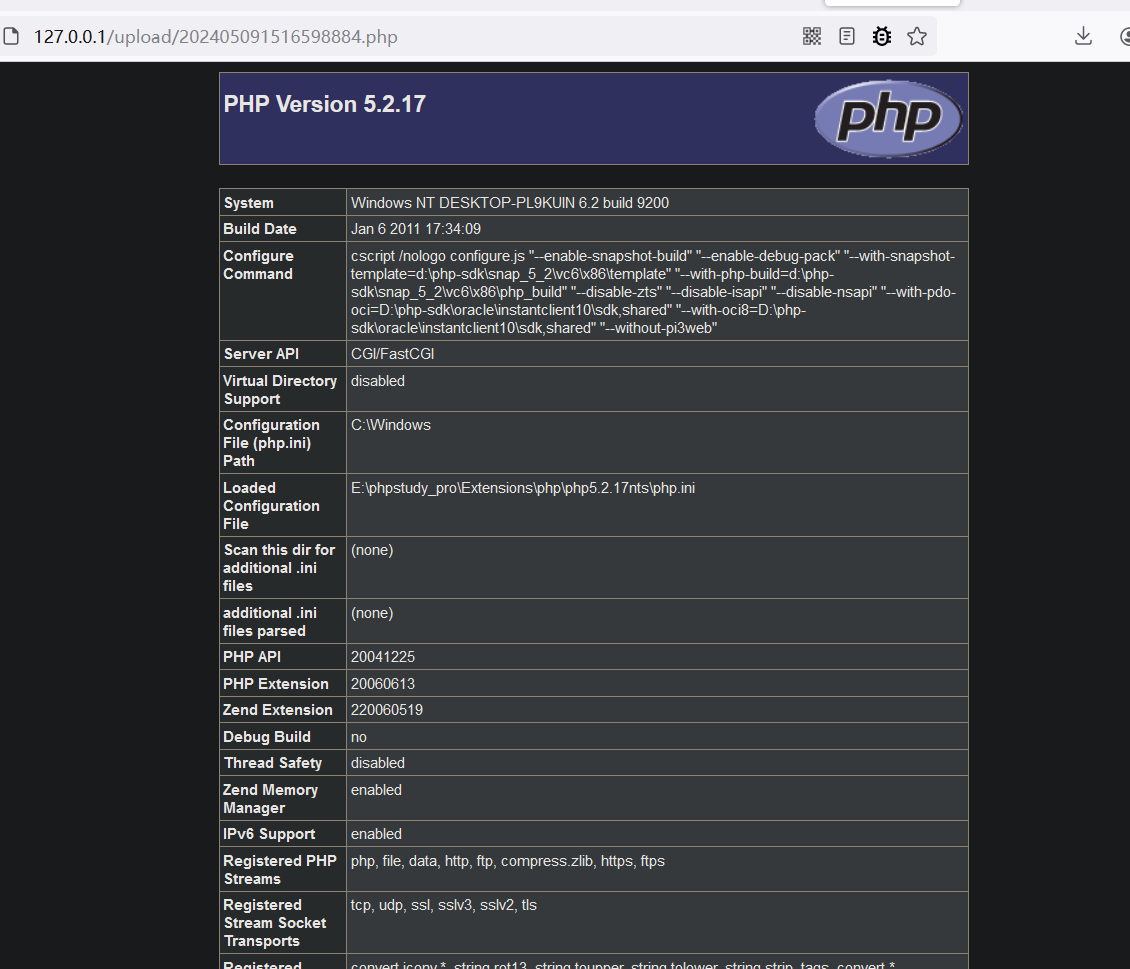 127.0.0.1/upload/202405091516598884.php
PHP Version 5.2.17
php
System
Windows NT DESKTOP-PL9KUIN 6.2 build 9200
Build Date
Jan 6 2011 17:34:09
Configure
Command
cscript /nologo configure.js "--enable-snapshot-build" "--enable-debug-pack" "--with-snapshot-
template=d:\php-sdk\snap_5_2\vc6\x86\template" "--with-php-build=d:\php-
sdk\snap_5_2\vc6\x86\php_build" "--disable-zts" "--disable-isapi" "--disable-nsapi" "--with-pdo-
oci=D:\php-sdk\oracle\instantclient10\sdk,shared" "--with-oci8=D:\php-
sdk\oracle\instantclient10\sdk,shared" "--without-pi3web"
Server API
CGI/FastCGI
Virtual Directory
Support
disabled
Configuration
File (php.ini)
Path
C:\Windows
Loaded
Configuration
File
E:\phpstudy_pro\Extensions\php\php5.2.17nts\php.ini
Scan this dir for
additional .ini
files
(none)
additional .ini
files parsed
(none)
PHP API
20041225
PHP Extension
20060613
Zend Extension
220060519
Debug Build
no
Thread Safety
disabled
Zend Memory
Manager
enabled
IPv6 Support
enabled
Registered PHP
Streams
php, file, data, http, ftp, compress.zlib, https, ftps
Registered
Stream Socket
Transports
tcp, udp, ssl, sslv3, sslv2, tls
Registered
convert.iconv.*, string.rot13, string.toupper, string.tolower, string.strip_tags, convert.*